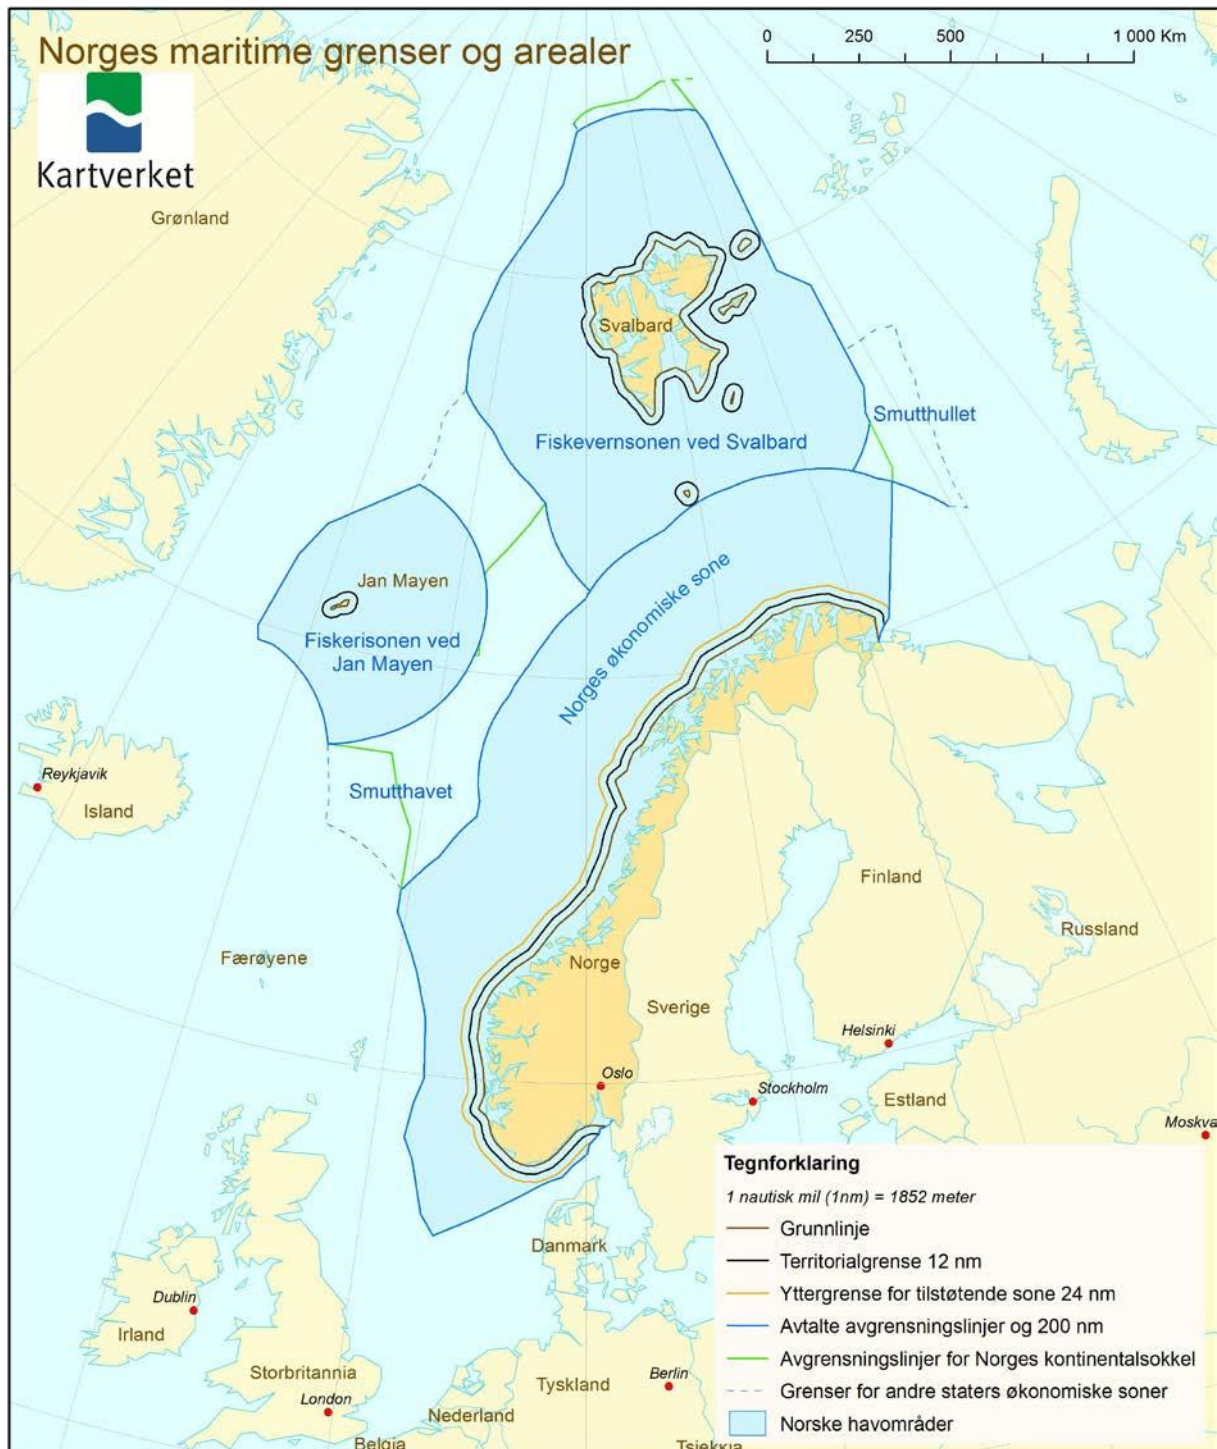 Norges maritime grenser og arealer
0 250 500 1 000 Km
Kartverket
Grønland
Svalbard
Smutthullet
Fiskevernsonen ved Svalbard
Jan Mayen
Fiskerisonen ved
Jan Mayen
Norges økonomiske sone
Reykjavik
Island
Smutthavet
Finland
Russland
Færøyene
Norge
Sverige
Helsinki
Oslo
Stockholm
Estland
Moskva
Tegnforklaring
1 nautisk mil (1nm) = 1852 meter
Grunnlinje
Territorialgrense 12 nm
Yttergrense for tilstøtende sone 24 nm
Avtalte avgrensningslinjer og 200 nm
Avgrensningslinjer for Norges kontinentalsokkel
Grenser for andre staters økonomiske soner
Norske havområder
Danmark
Dublin
Irland
Storbritannia
London
Tyskland
Berlin
Nederland
Belgia
Tsjekkia